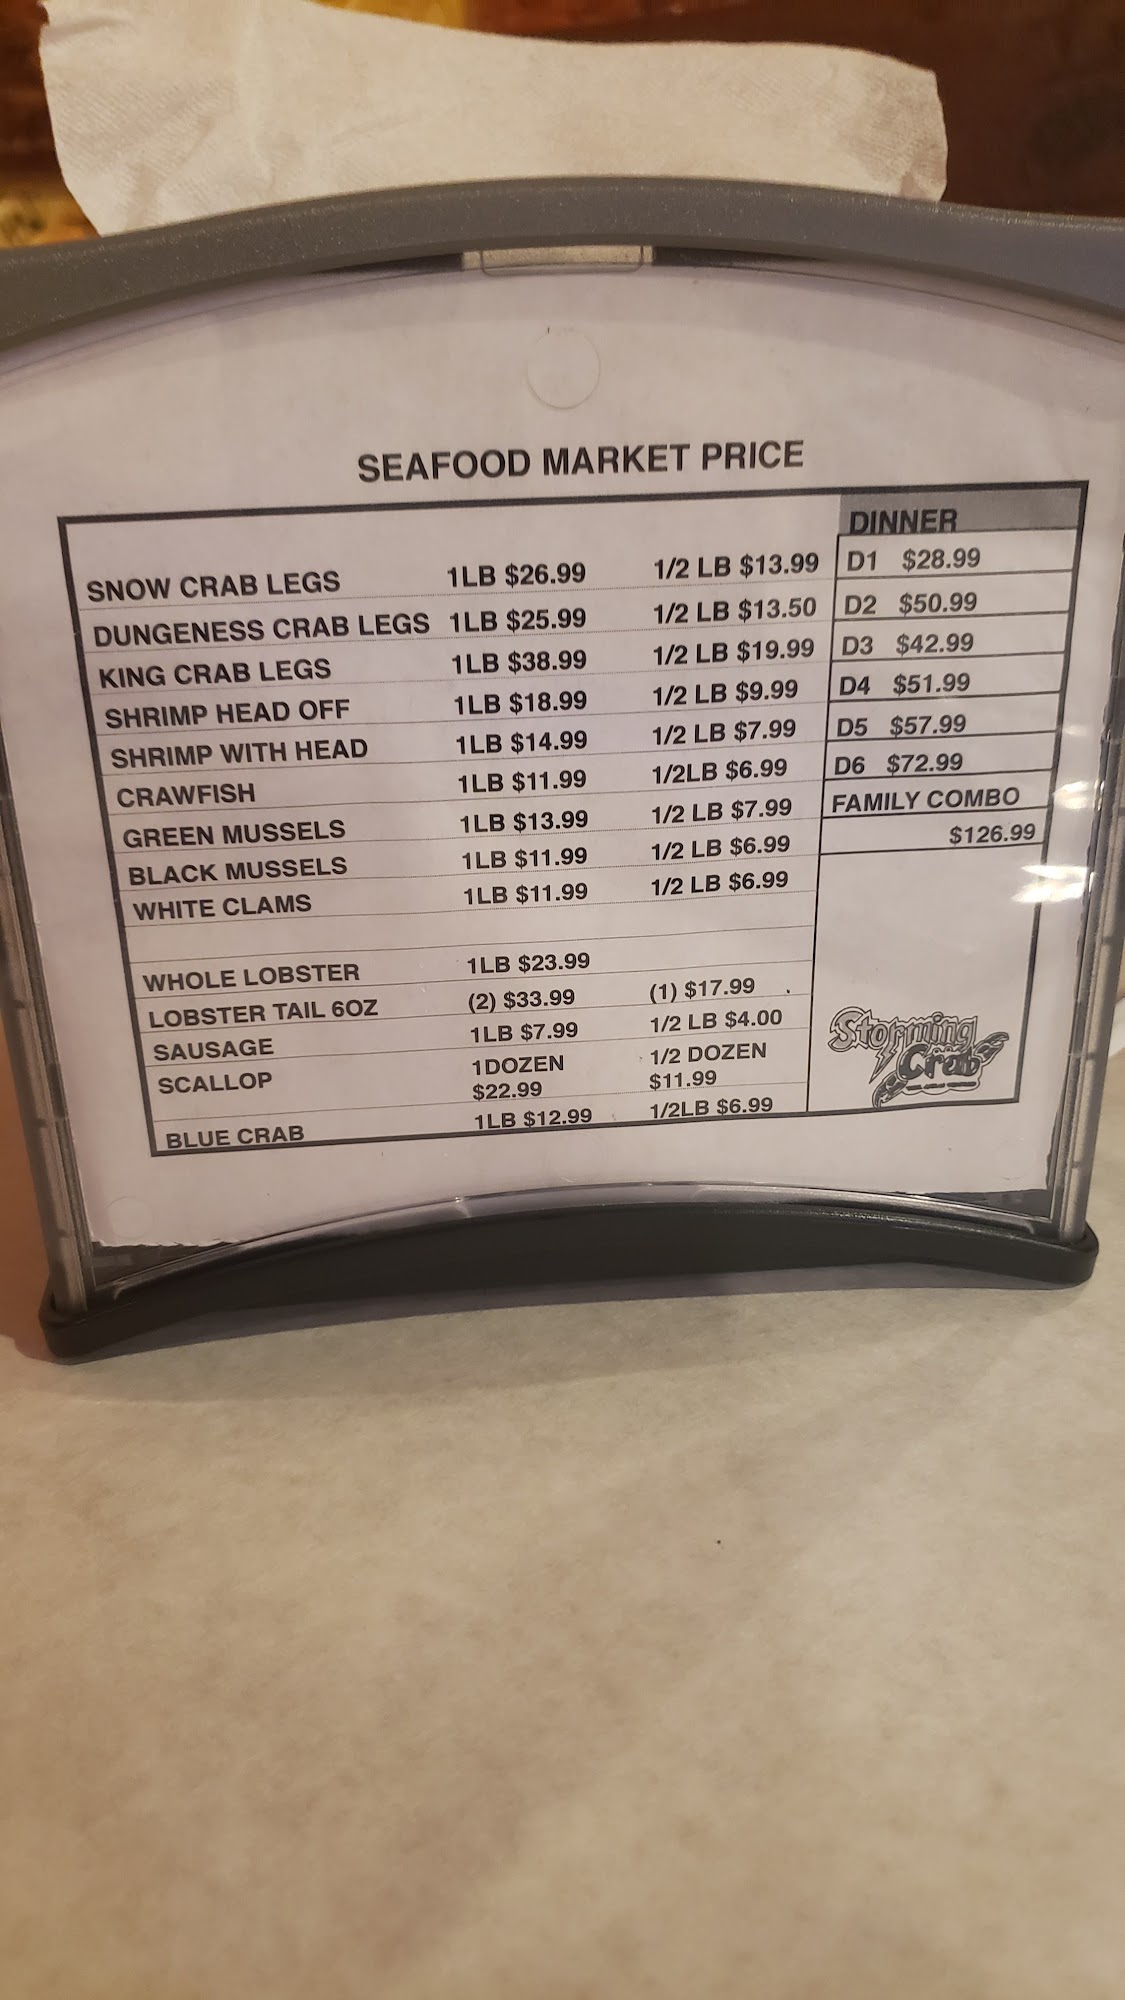 SEAFOOD MARKET PRICE
DINNER
SNOW CRAB LEGS 1LB $26.99 1/2 LB $13.99 D1 $28.99
DUNGENESS CRAB LEGS 1LB $25.99 1/2 LB $13.50 D2 $50.99
KING CRAB LEGS 1LB $38.99 1/2 LB $19.99 D3 $42.99
SHRIMP HEAD OFF 1LB $18.99 1/2 LB $9.99 D4 $51.99
SHRIMP WITH HEAD 1LB $14.99 1/2 LB $7.99 D5 $57.99
CRAWFISH 1LB $11.99 1/2LB $6.99 D6 $72.99
GREEN MUSSELS 1LB $13.99 1/2 LB $7.99 FAMILY COMBO
BLACK MUSSELS 1LB $11.99 1/2 LB $6.99 $126.99
WHITE CLAMS 1LB $11.99 1/2 LB $6.99
WHOLE LOBSTER 1LB $23.99
LOBSTER TAIL 6OZ (2) $33.99 (1) $17.99
SAUSAGE 1LB $7.99 1/2 LB $4.00
SCALLOP 1DOZEN 1/2 DOZEN
$22.99 $11.99
BLUE CRAB 1LB $12.99 1/2LB $6.99
Storming
Crab